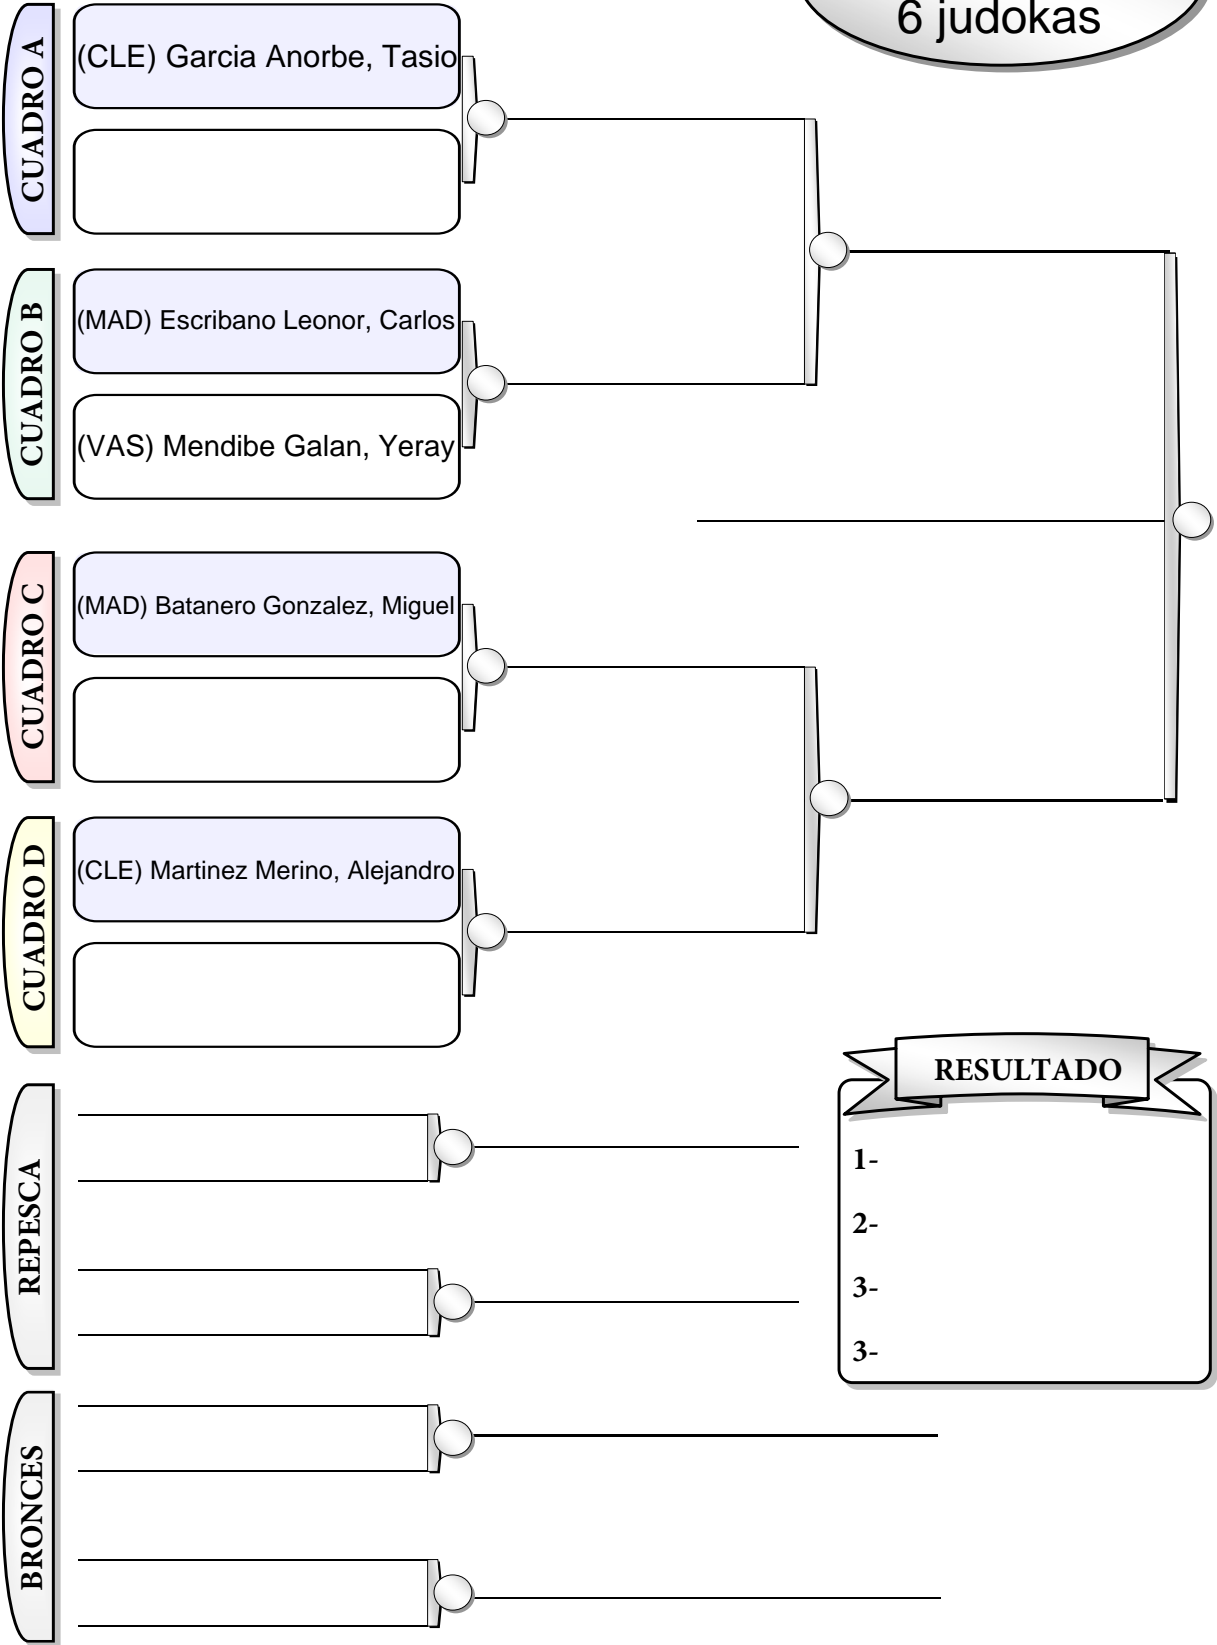 6 judokas
CUADRO A
(CLE) Garcia Anorbe, Tasio
CUADRO B
(MAD) Escribano Leonor, Carlos
(VAS) Mendibe Galan, Yeray
CUADRO C
(MAD) Batanero Gonzalez, Miguel
CUADRO D
(CLE) Martinez Merino, Alejandro
REPESCA
BRONCES
RESULTADO
1-
2-
3-
3-